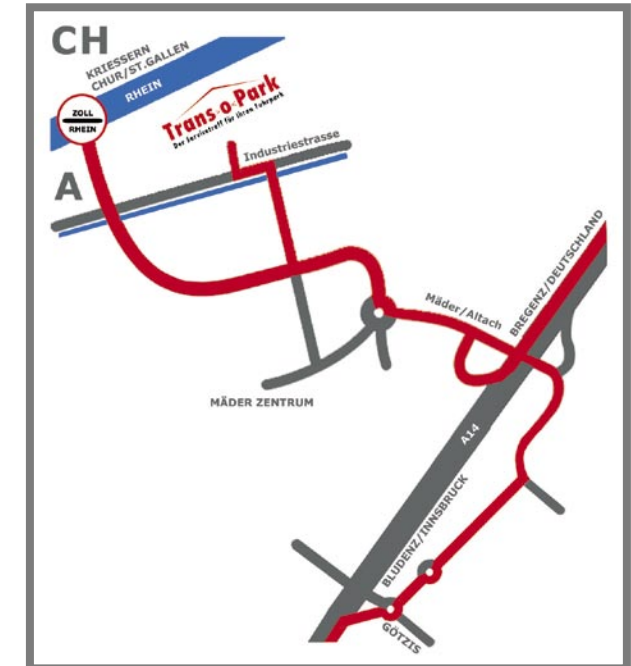 CH
KRIESSERN
CHUR/ST.GALLEN
RHEIN
ZOLL
RHEIN
Trans-o-Park
Der Servicetreff für Ihren Fuhrpark
Industriestrasse
A
BREGENZ/DEUTSCHLAND
Mäder/Altach
MÄDER ZENTRUM
A14
BLUDENZ/INNSBRUCK
GÖTZIS